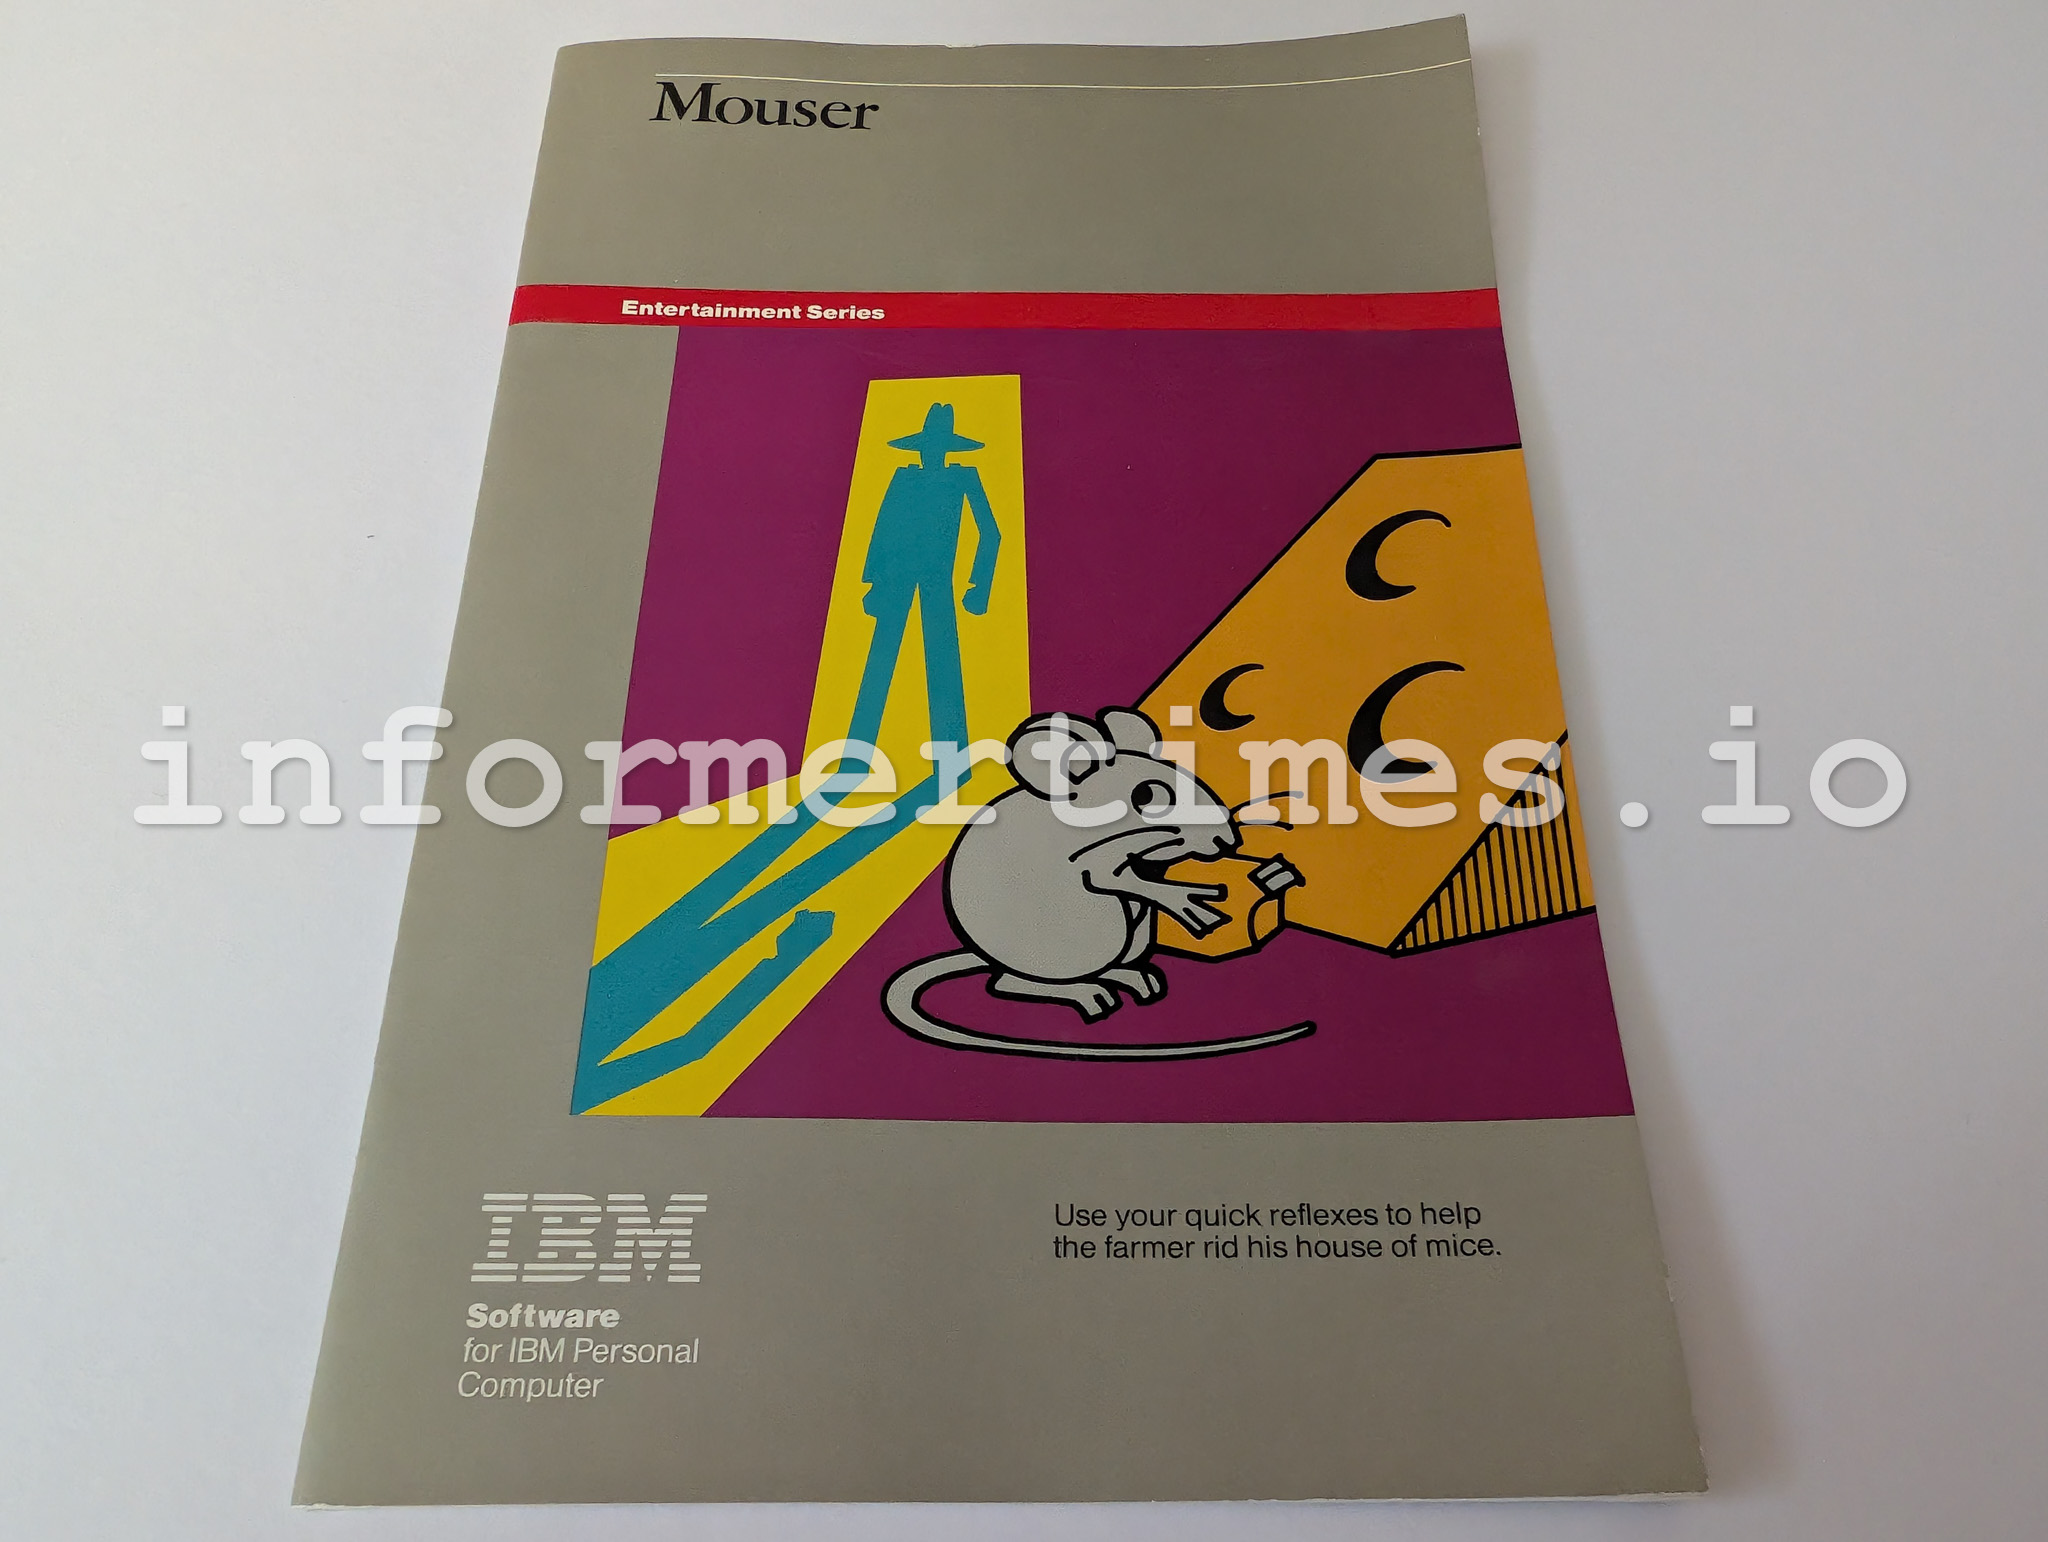 Mouser
Entertainment Series
informertimes.io
IBM
Use your quick reflexes to help
the farmer rid his house of mice.
Software
for IBM Personal
Computer